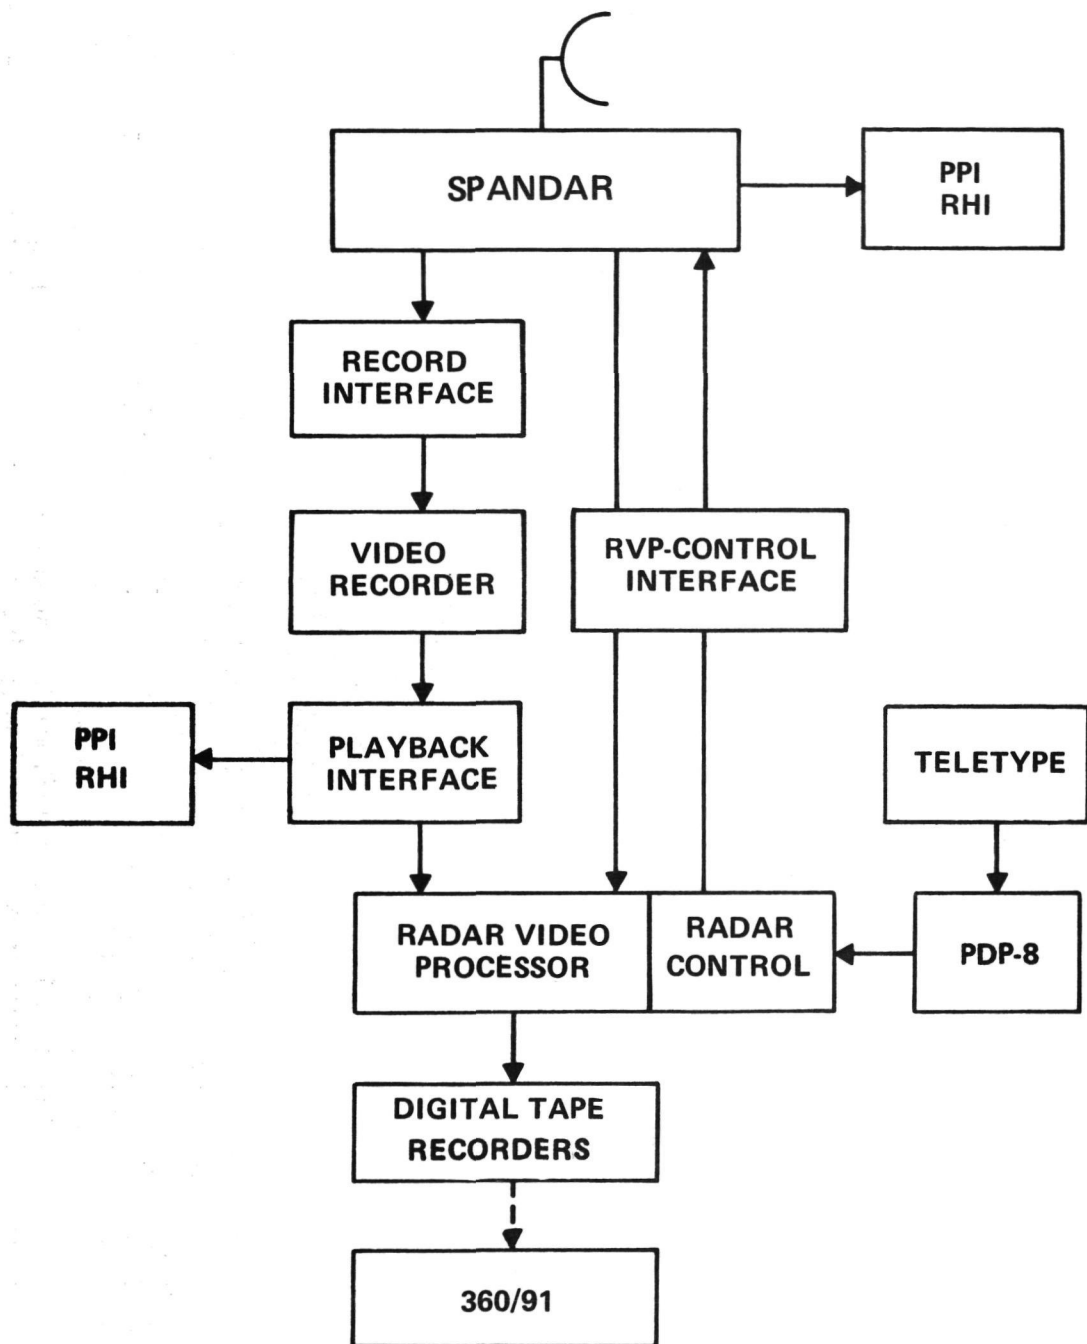 SPANDAR
PPI
RHI
RECORD
INTERFACE
VIDEO
RECORDER
RVP-CONTROL
INTERFACE
PPI
RHI
PLAYBACK
INTERFACE
TELETYPE
RADAR VIDEO
PROCESSOR
RADAR
CONTROL
PDP-8
DIGITAL TAPE
RECORDERS
360/91